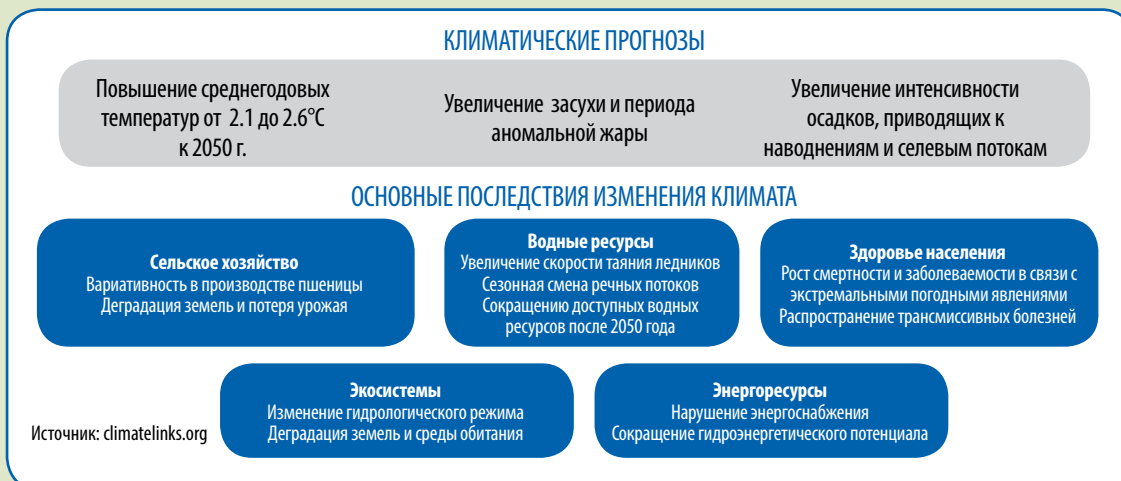 КЛИМАТИЧЕСКИЕ ПРОГНОЗЫ
Повышение среднегодовых
температур от 2.1 до 2.6°С
к 2050 г.
Увеличение засухи и периода
аномальной жары
Увеличение интенсивности
осадков, приводящих к
наводнениям и селевым потокам
ОСНОВНЫЕ ПОСЛЕДСТВИЯ ИЗМЕНЕНИЯ КЛИМАТА
Сельское хозяйство
Вариативность в производстве пшеницы
Деградация земель и потеря урожая
Водные ресурсы
Увеличение скорости таяния ледников
Сезонная смена речных потоков
Сокращению доступных водных
ресурсов после 2050 года
Здоровье населения
Рост смертности и заболеваемости в связи с
экстремальными погодными явлениями
Распространение трансмиссивных болезней
Экосистемы
Изменение гидрологического режима
Деградация земель и среды обитания
Энергоресурсы
Нарушение энергоснабжения
Сокращение гидроэнергетического потенциала
Источник: climatelinks.org